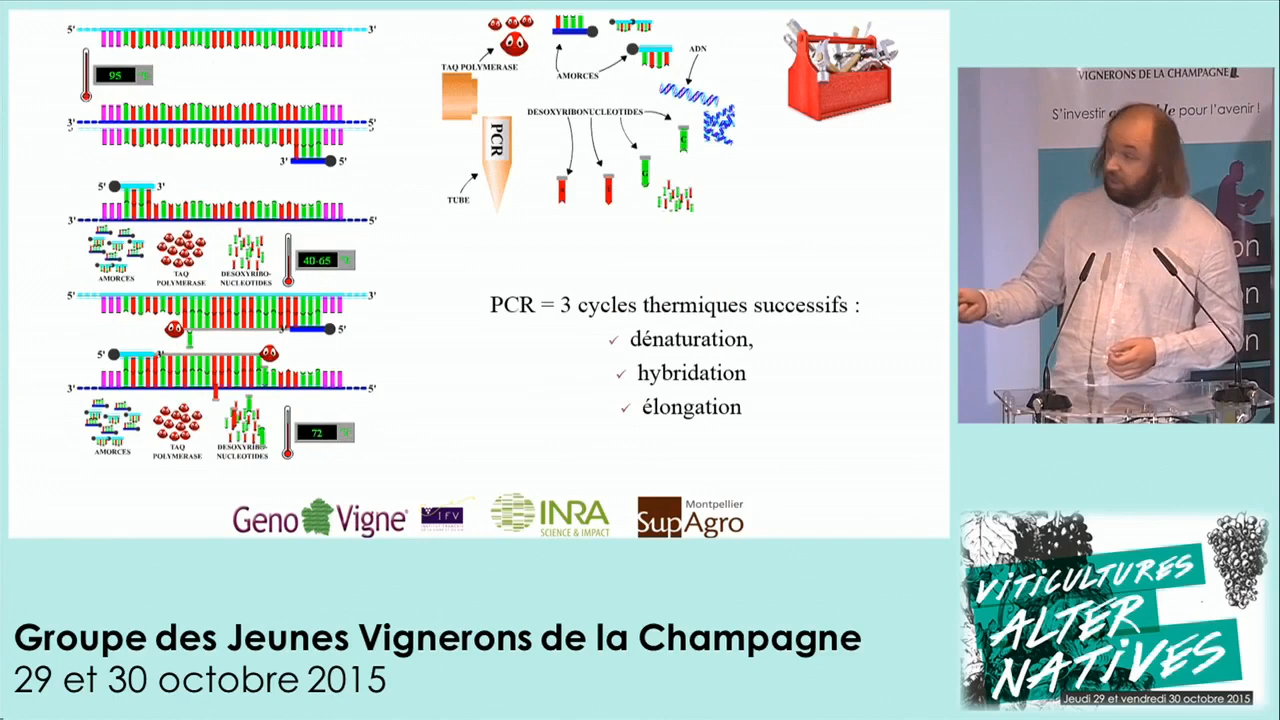 5' 3'
95 °C
3' 5'
3' 5'
3' 5'
5' 3'
3' 5'
AMORCES
TAQ
POLYMERASE
DESOXYRIBO-
NUCLEOTIDES
40-65 °C
5' 3'
3' 5'
5' 3'
3' 5'
AMORCES
TAQ
POLYMERASE
DESOXYRIBO-
NUCLEOTIDES
72 °C
TAQ POLYMERASE
AMORCES
ADN
DESOXYRIBONUCLEOTIDES
PCR
TUBE
G
PCR = 3 cycles thermiques successifs :
dénaturation,
hybridation
élongation
Geno Vigne®
IFV
INRA
SCIENCE & IMPACT
Montpellier
SupAgro
VIGNERONS DE LA CHAMPAGNE
S'investir pour l'avenir !
on
n
n
VITICULTURES
ALTER
NATIVES
Jeudi 29 et vendredi 30 octobre 2015
Groupe des Jeunes Vignerons de la Champagne
29 et 30 octobre 2015